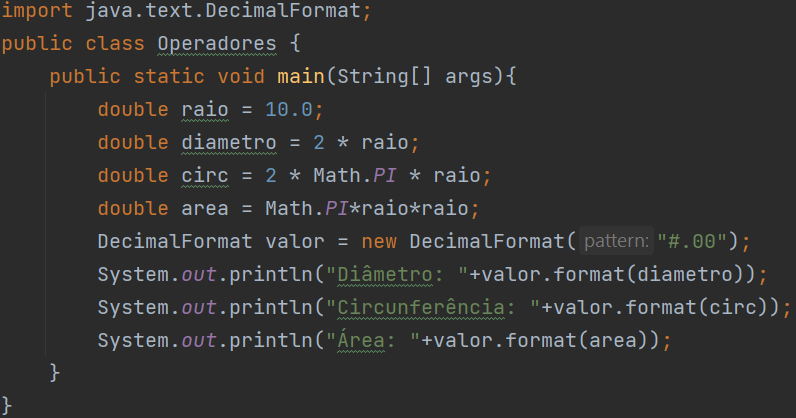 import java.text.DecimalFormat;
public class Operadores {
    public static void main(String[] args){
        double raio = 10.0;
        double diametro = 2 * raio;
        double circ = 2 * Math.PI * raio;
        double area = Math.PI*raio*raio;
        DecimalFormat valor = new DecimalFormat( pattern: "#.00");
        System.out.println("Diâmetro: "+valor.format(diametro));
        System.out.println("Circunferência: "+valor.format(circ));
        System.out.println("Área: "+valor.format(area));
    }
}